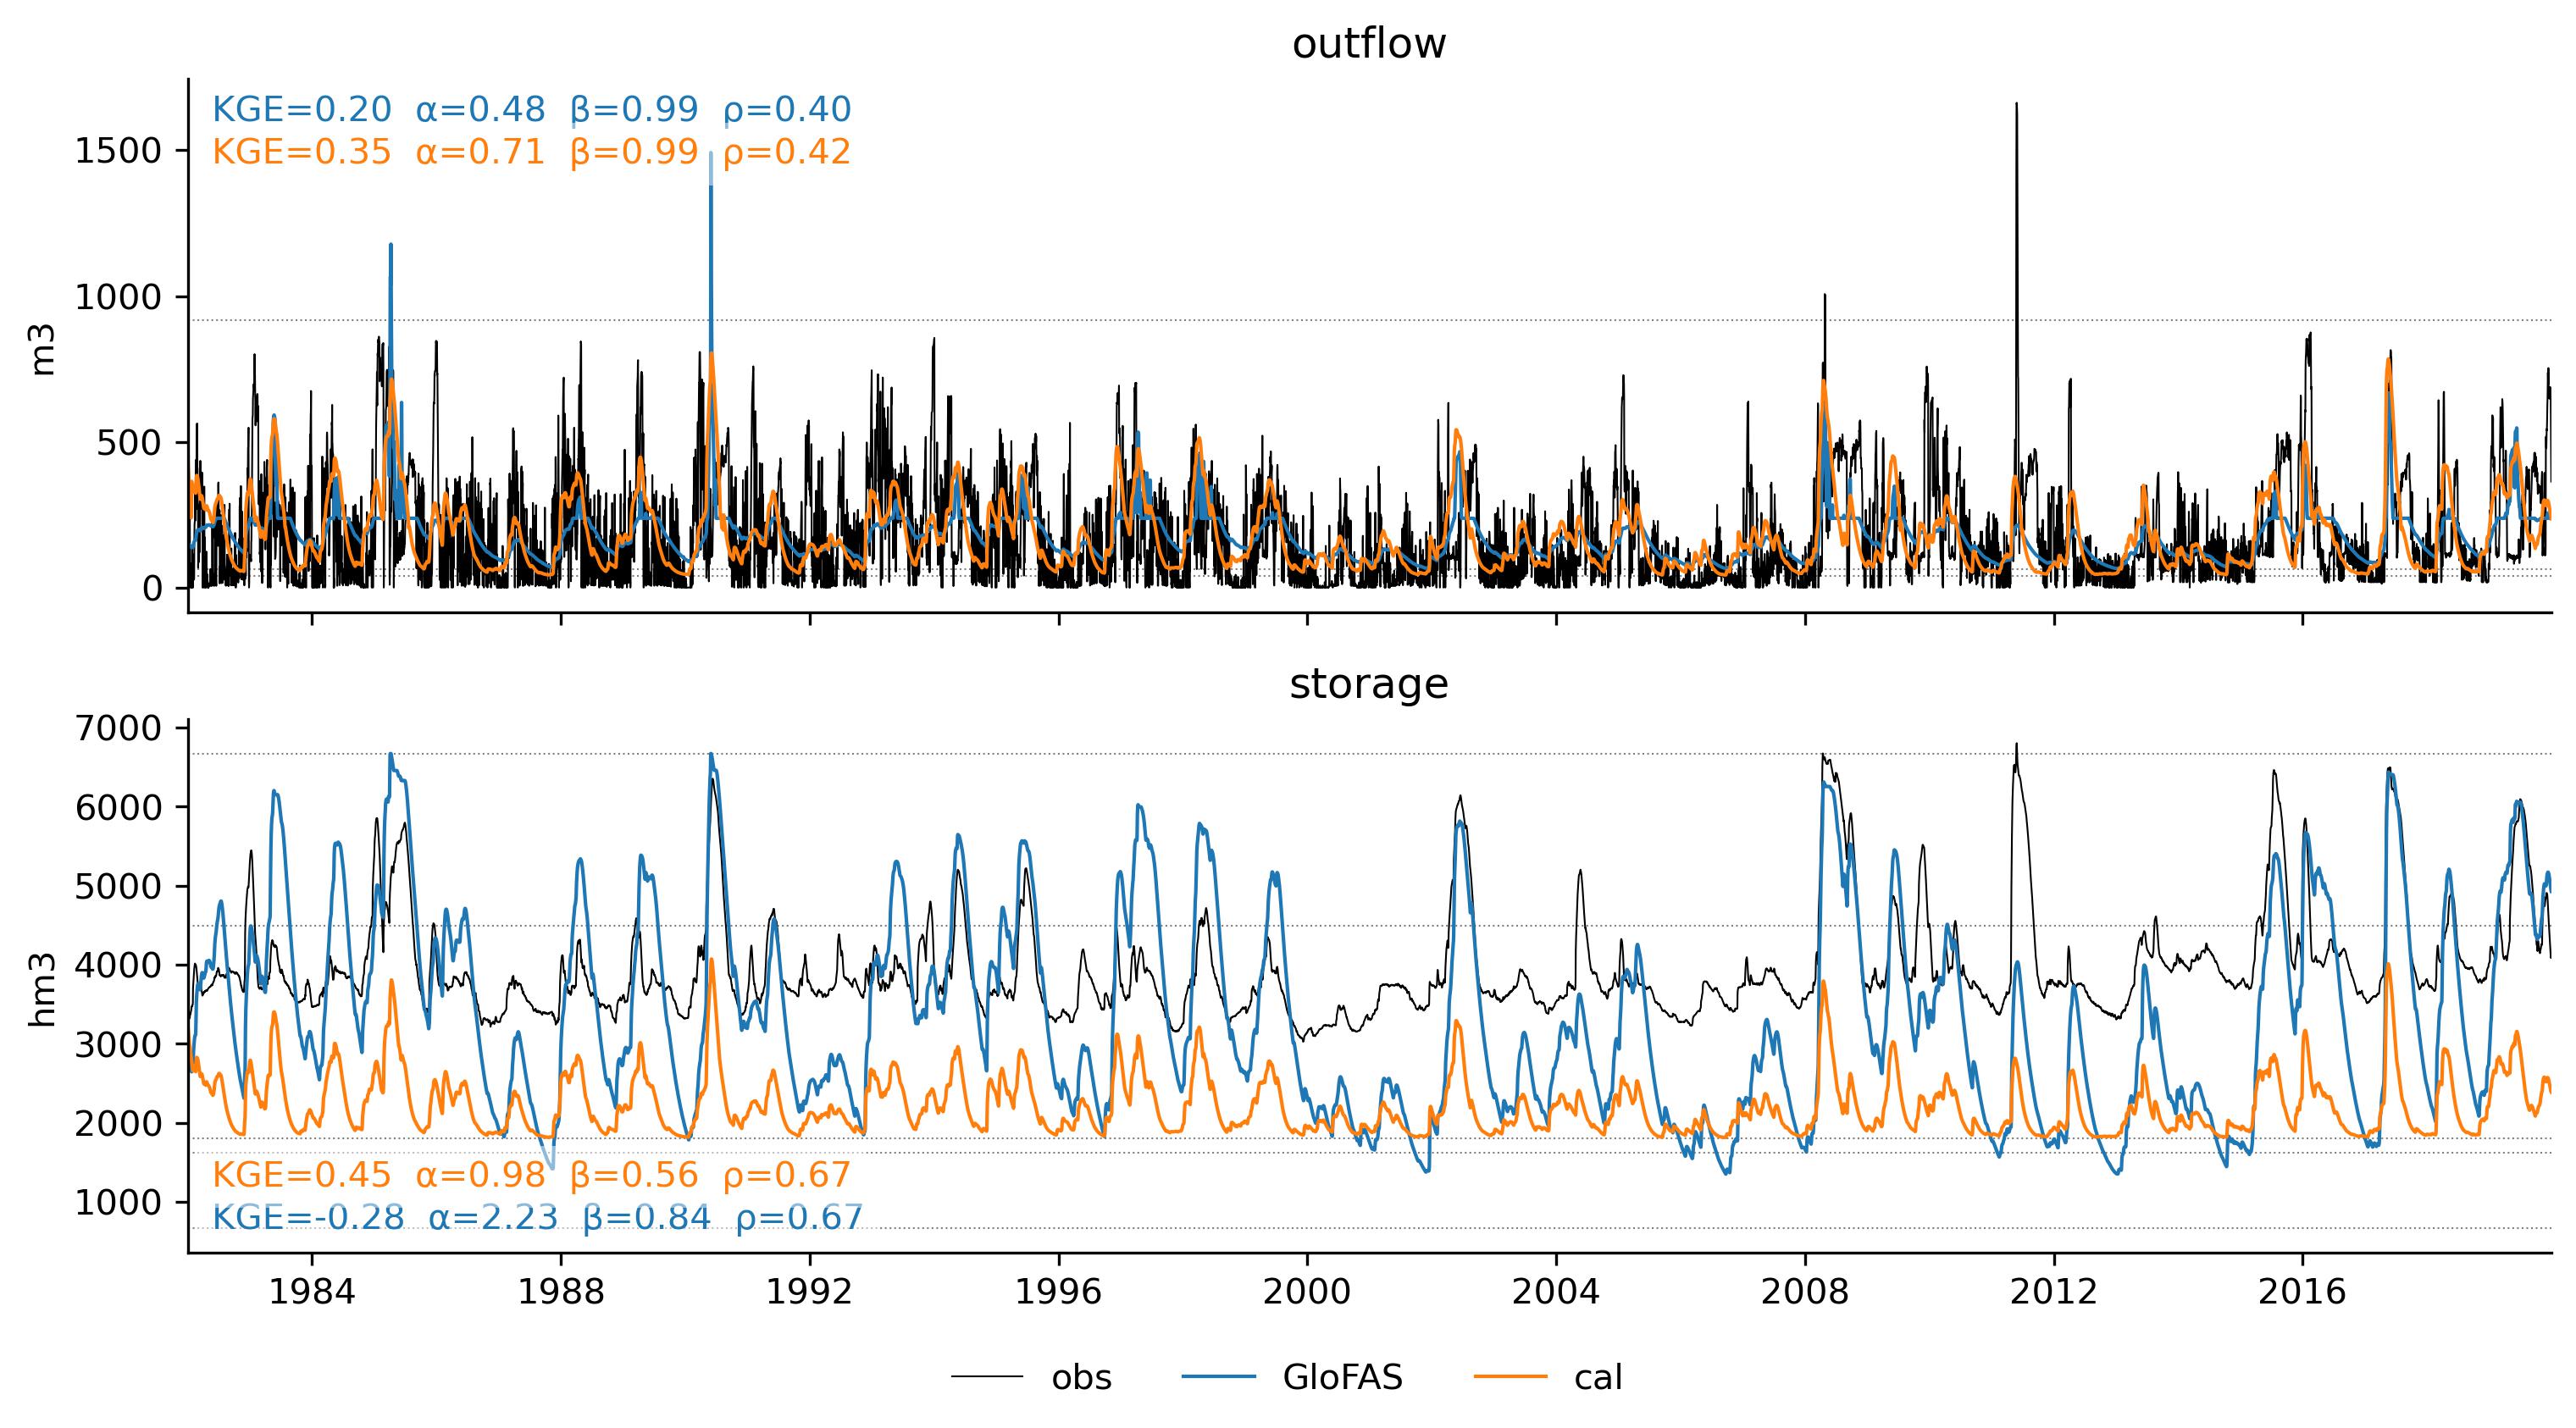 outflow
KGE=0.20 α=0.48 β=0.99 ρ=0.40
KGE=0.35 α=0.71 β=0.99 ρ=0.42
1500
1000
500
0
m3
storage
7000
6000
5000
4000
3000
2000
1000
hm3
KGE=0.45 α=0.98 β=0.56 ρ=0.67
KGE=-0.28 α=2.23 β=0.84 ρ=0.67
1984 1988 1992 1996 2000 2004 2008 2012 2016
obs GloFAS cal